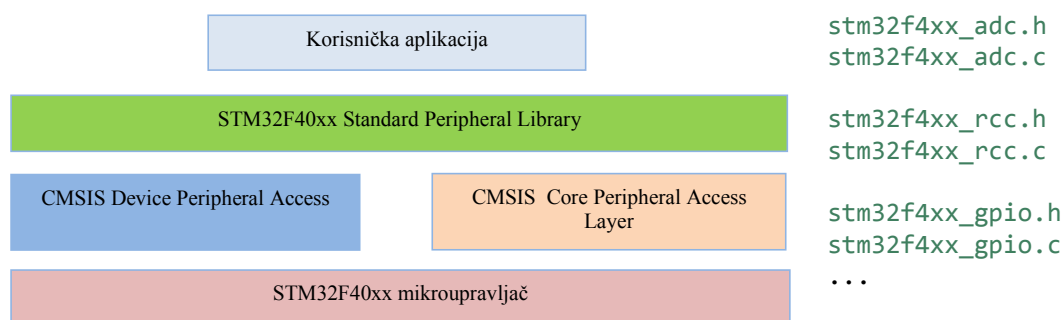 Korisnička aplikacija
STM32F40xx Standard Peripheral Library
CMSIS Device Peripheral Access
CMSIS Core Peripheral Access
Layer
STM32F40xx mikroupravljač
stm32f4xx_adc.h
stm32f4xx_adc.c
stm32f4xx_rcc.h
stm32f4xx_rcc.c
stm32f4xx_gpio.h
stm32f4xx_gpio.c
...